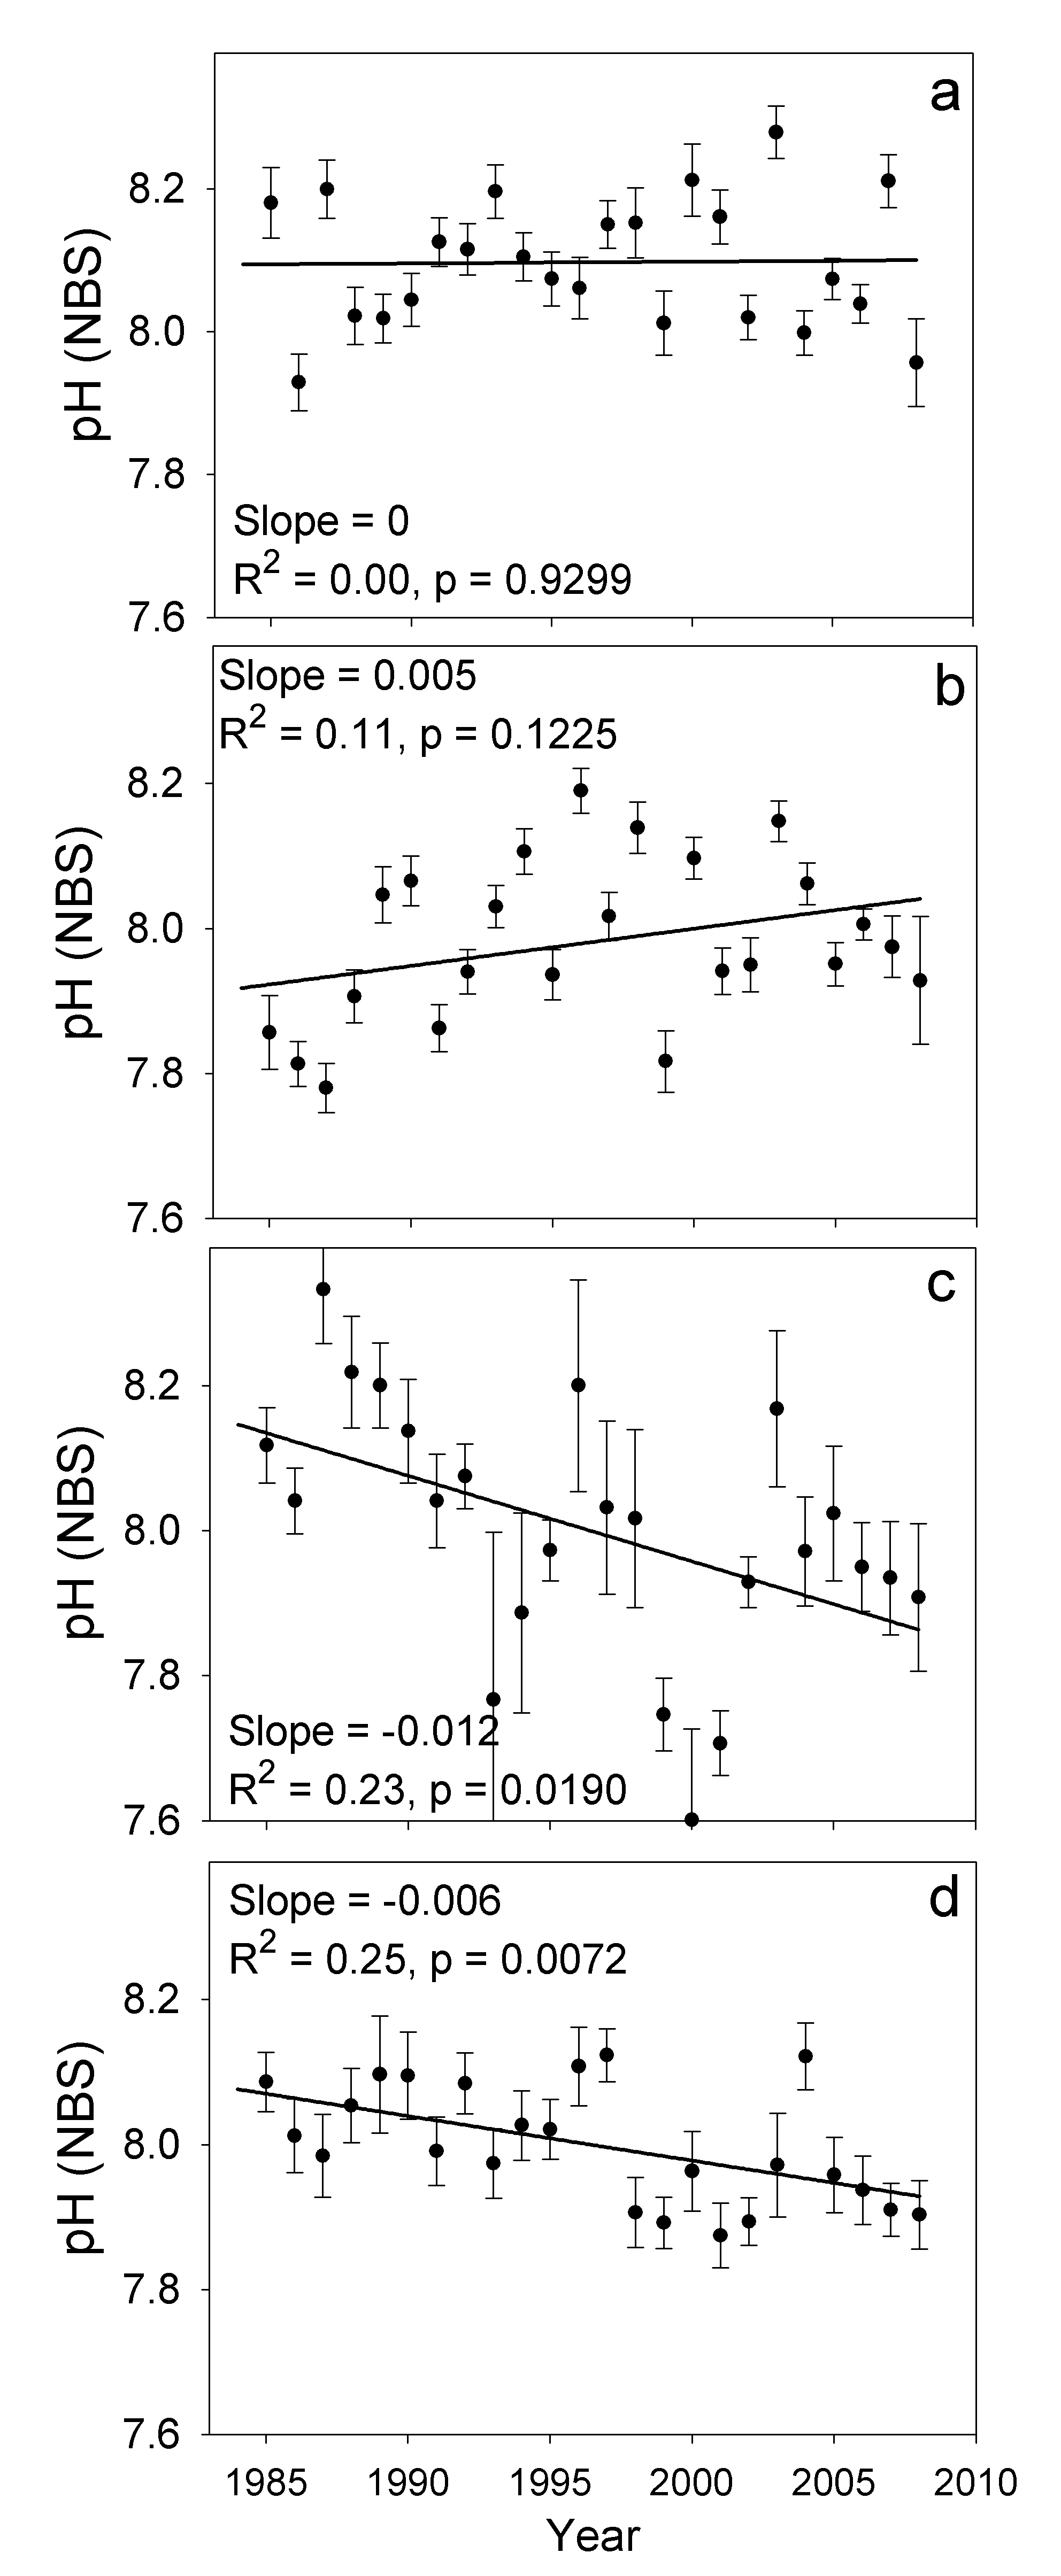 a
8.2
8.0
7.8
7.6
pH (NBS)
Slope = 0
R² = 0.00, p = 0.9299
Slope = 0.005
b
R² = 0.11, p = 0.1225
8.2
8.0
7.8
7.6
pH (NBS)
c
8.2
8.0
7.8
7.6
pH (NBS)
Slope = -0.012
R² = 0.23, p = 0.0190
Slope = -0.006
d
R² = 0.25, p = 0.0072
8.2
8.0
7.8
7.6
pH (NBS)
1985 1990 1995 2000 2005 2010
Year